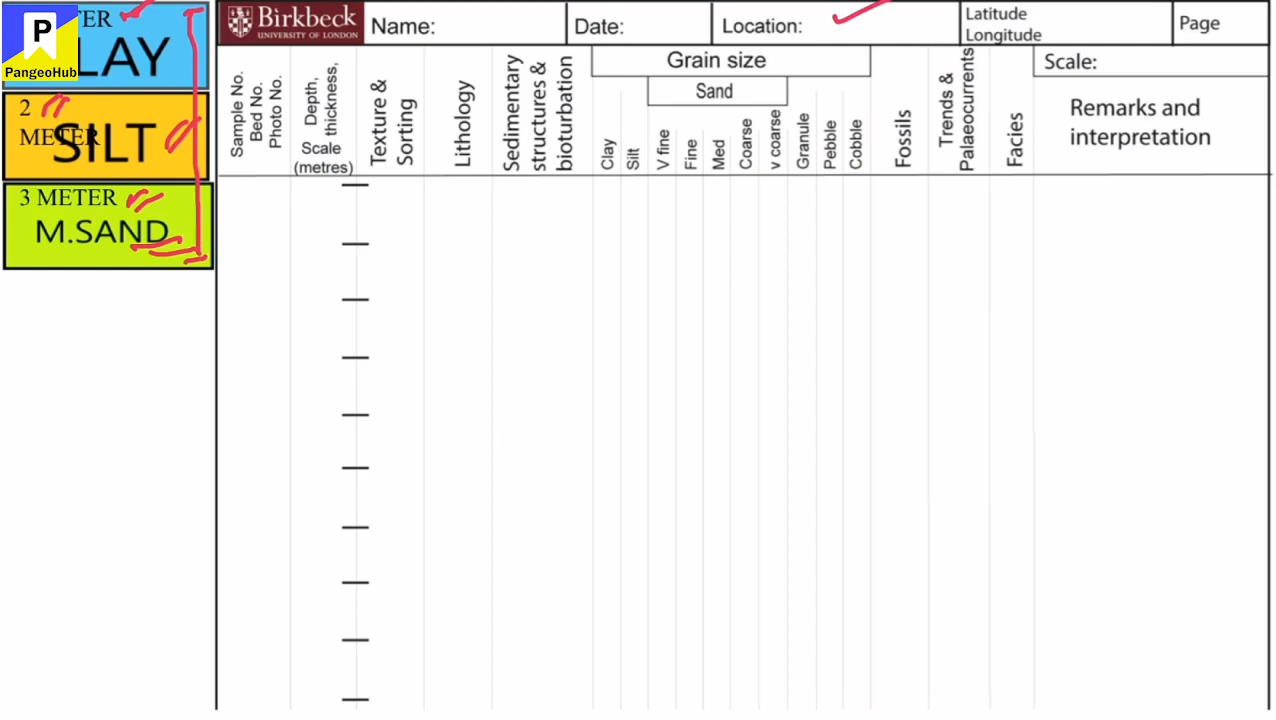 TER
LAY
P
PangeoHub
2
METER
SILT
3 METER
M.SAND
Birkbeck
UNIVERSITY OF LONDON
Name:
Date:
Location:
Latitude
Longitude
Page
Sample No.
Bed No.
Photo No.
Depth,
thickness,
Scale
(metres)
Texture &
Sorting
Lithology
Sedimentary
structures &
bioturbation
Grain size
Sand
Clay
Silt
V fine
Fine
Med
Coarse
v coarse
Granule
Pebble
Cobble
Fossils
Trends &
Palaeocurrents
Facies
Scale:
Remarks and
interpretation